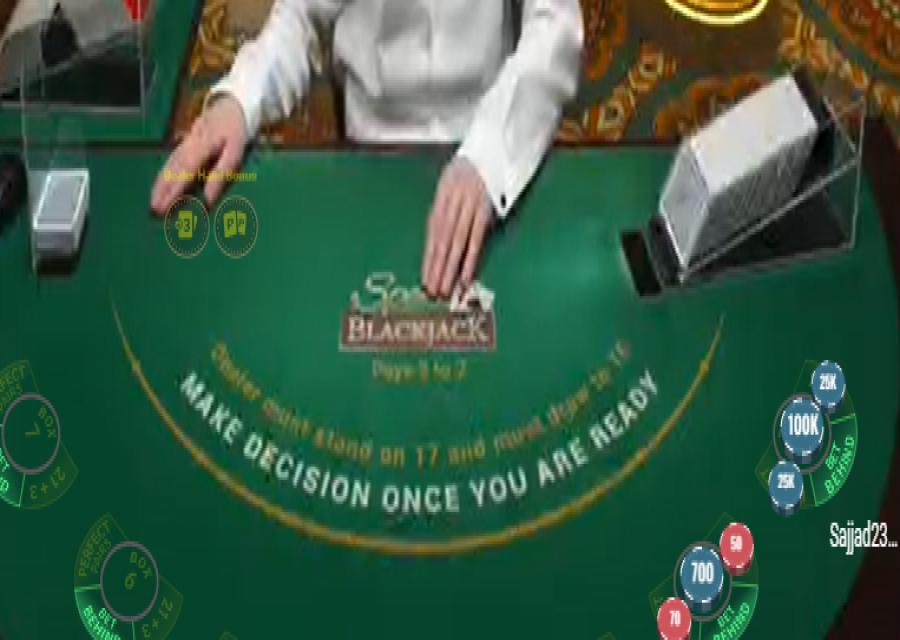 Dealer Hand Bonus
Speed
BLACKJACK
Pays 3 to 2
Dealer must stand on 17 and must draw to 16
MAKE DECISION ONCE YOU ARE READY
PERFECT PAIRS
BOX 7
21+3
BET BEHIND
PERFECT PAIRS
BOX 6
21+3
BET BEHIND
25K
100K
25K
BET BEHIND
Sajjad23...
50
700
70
BET BEHIND